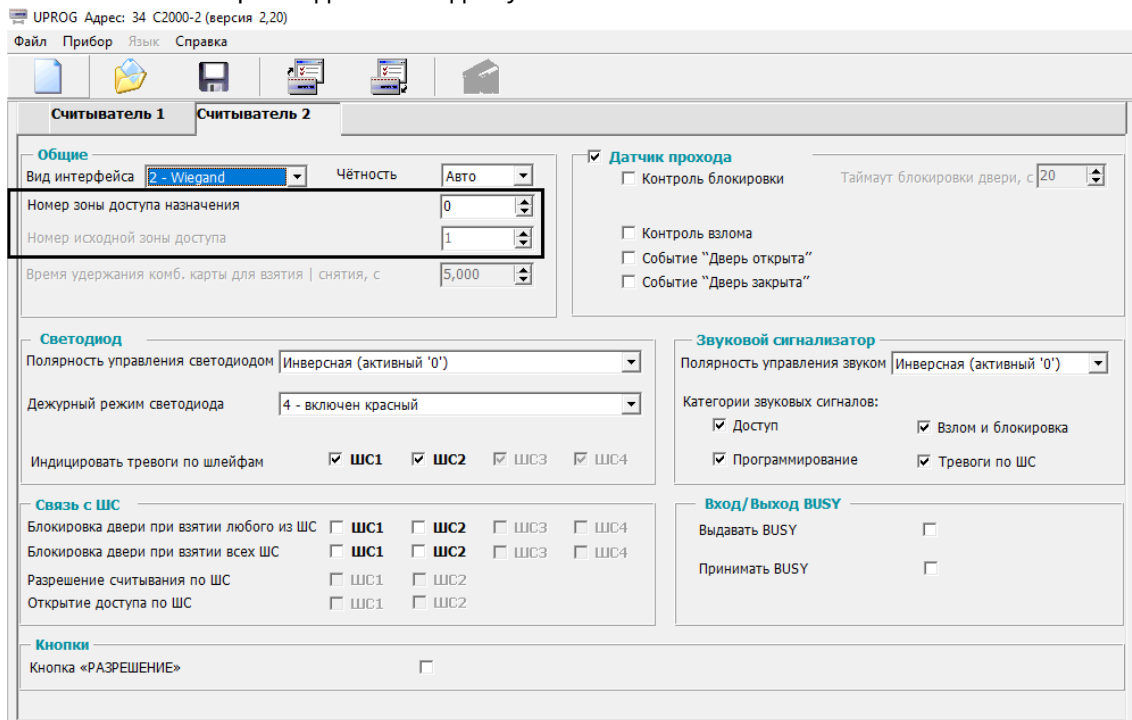 UPROG Адрес: 34 С2000-2 (версия 2,20)
Файл Прибор Язык Справка
Считыватель 1 Считыватель 2
Общие
Вид интерфейса 2 - Wiegand Чётность Авто
Номер зоны доступа назначения 0
Номер исходной зоны доступа 1
Время удержания комб. карты для взятия | снятия, с 5,000
Датчик прохода
Контроль блокировки Таймаут блокировки двери, с 20
Контроль взлома
Событие “Дверь открыта”
Событие “Дверь закрыта”
Светодиод
Полярность управления светодиодом Инверсная (активный '0')
Дежурный режим светодиода 4 - включен красный
Индицировать тревоги по шлейфам ШС1 ШС2 ШС3 ШС4
Звуковой сигнализатор
Полярность управления звуком Инверсная (активный '0')
Категории звуковых сигналов:
Доступ Взлом и блокировка
Программирование Тревоги по ШС
Связь с ШС
Блокировка двери при взятии любого из ШС ШС1 ШС2 ШС3 ШС4
Блокировка двери при взятии всех ШС ШС1 ШС2 ШС3 ШС4
Разрешение считывания по ШС ШС1 ШС2
Открытие доступа по ШС ШС1 ШС2
Вход/Выход BUSY
Выдавать BUSY
Принимать BUSY
Кнопки
Кнопка «РАЗРЕШЕНИЕ»